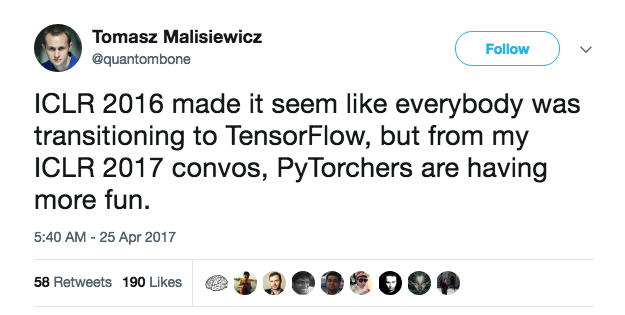 Tomasz Malisiewicz
@quantombone
Follow
ICLR 2016 made it seem like everybody was
transitioning to TensorFlow, but from my
ICLR 2017 convos, PyTorchers are having
more fun.
5:40 AM - 25 Apr 2017
58 Retweets 190 Likes